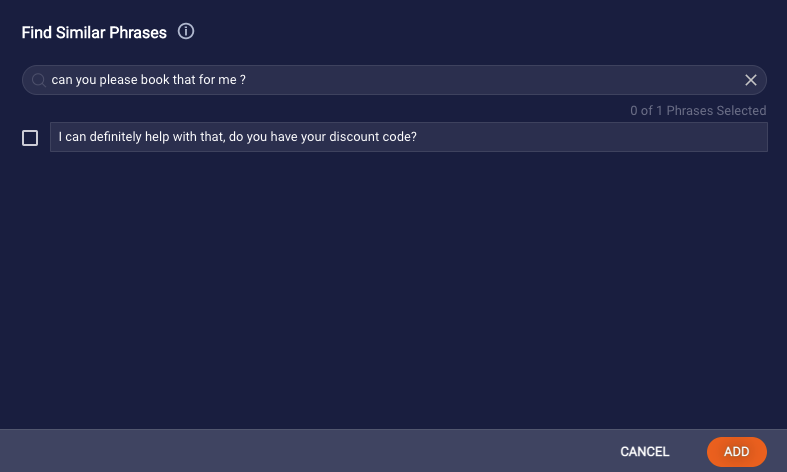 Find Similar Phrases
can you please book that for me ?
0 of 1 Phrases Selected
I can definitely help with that, do you have your discount code?
CANCEL
ADD